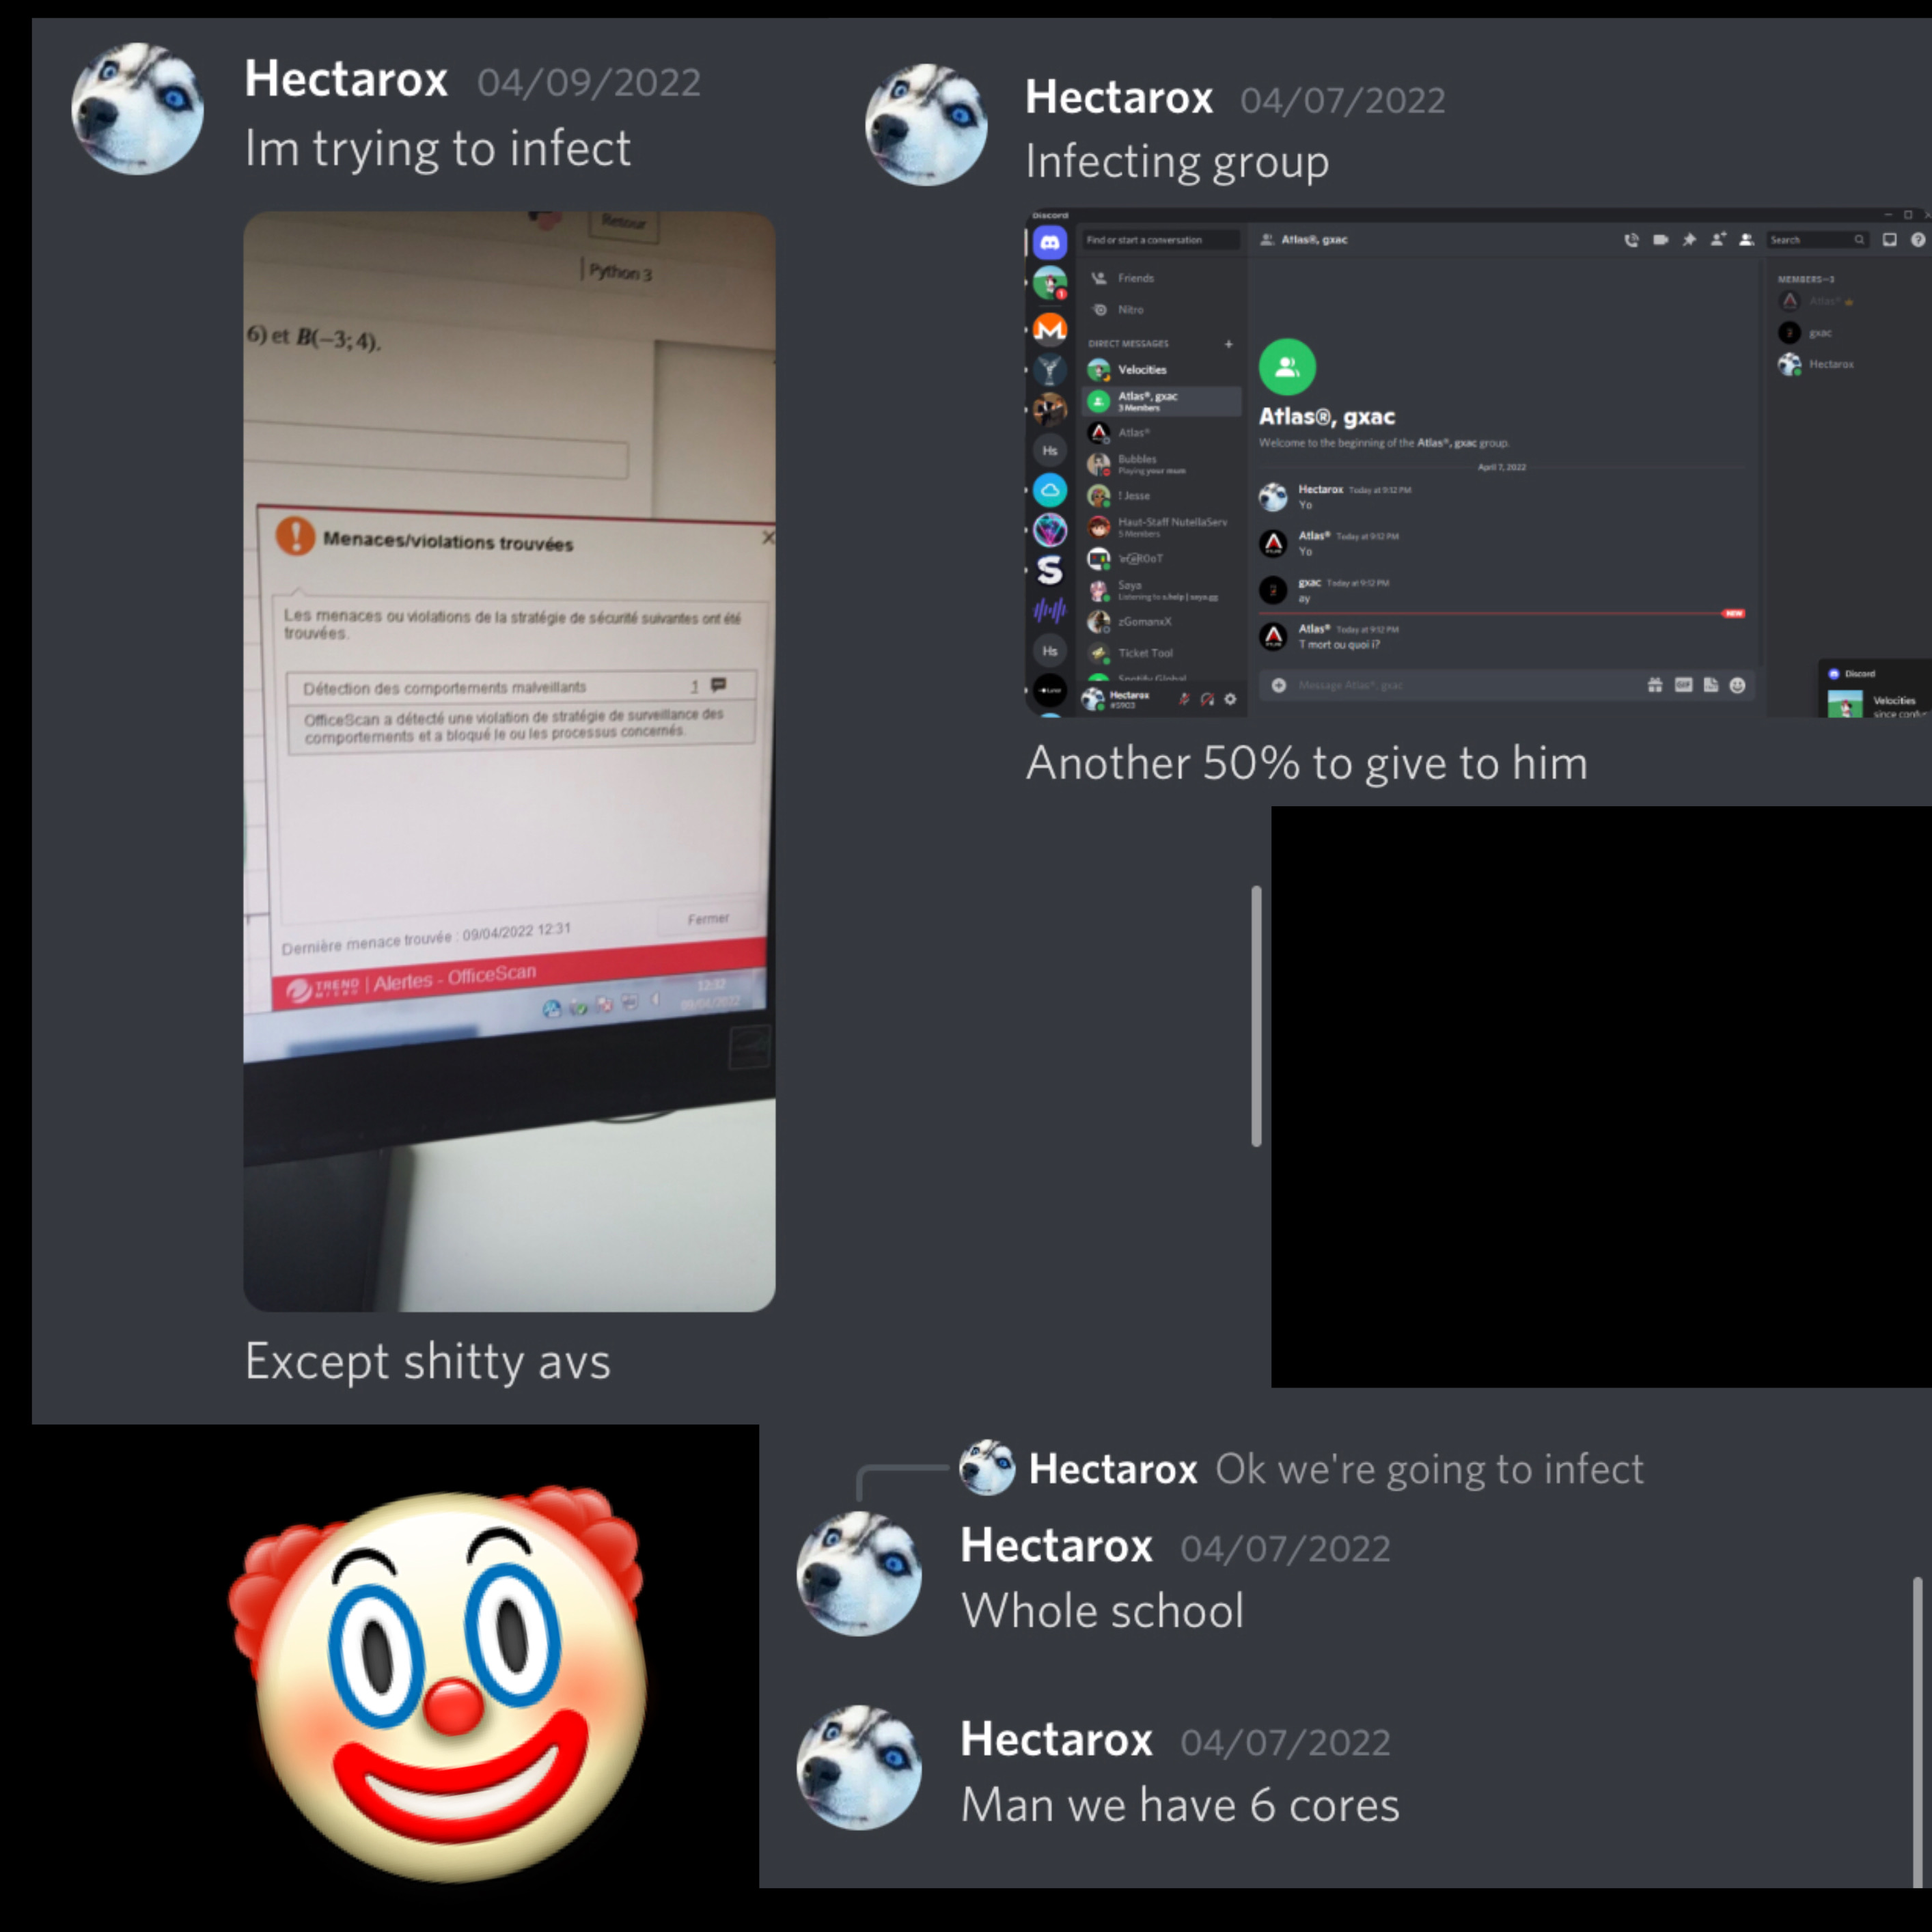 Hectarox 04/09/2022
Im trying to infect
Retour
Python 3
6) et B(−3; 4).
Menaces/violations trouvées
Les menaces ou violations de la stratégie de sécurité suivantes ont été
trouvées.
Détection des comportements malveillants 1
OfficeScan a détecté une violation de stratégie de surveillance des
comportements et a bloqué le ou les processus concernés.
Fermer
Dernière menace trouvée : 09/04/2022 12:31
TREND MICRO | Alertes - OfficeScan
12:32
09/04/2022
Except shitty avs
Hectarox 04/07/2022
Infecting group
Discord
Find or start a conversation
Atlas®, gxac
Search
Friends
Nitro
DIRECT MESSAGES
Velocities
Atlas®, gxac
3 Members
Atlas®
Bubbles
Playing your mum
! Jesse
Haut-Staff NutellaServ
5 Members
Saya
Listening to s.help | saya.gg
zGomanxX
Ticket Tool
Spotify Global
Hectarox
#5903
Hs
Hs
Atlas®, gxac
Welcome to the beginning of the Atlas®, gxac group.
April 7, 2022
Hectarox Today at 9:12 PM
Yo
Atlas® Today at 9:12 PM
Yo
gxac Today at 9:12 PM
ay
NEW
Atlas® Today at 9:12 PM
T mort ou quoi i?
Message Atlas®, gxac
GIF
MEMBERS—3
Atlas®
gxac
Hectarox
Discord
Velocities
Another 50% to give to him
Hectarox Ok we're going to infect
Hectarox 04/07/2022
Whole school
Hectarox 04/07/2022
Man we have 6 cores